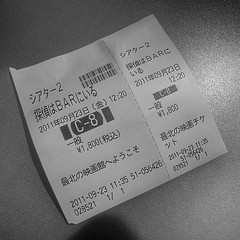 シアター2
探偵はBARにいる
2011年09月23日(金) 12:20
C-8
一般
¥1,800(税込)
最北の映画館へようこそ
2011-09-23 11:35 51-056426
028521 1/ 1
シアター2
探偵はBARにい
る
2011年09月23日
12:20
一般
¥1,800
最北の映画チケ
ット
2011-09-23 11:35
51-056426
028521 1/ 1